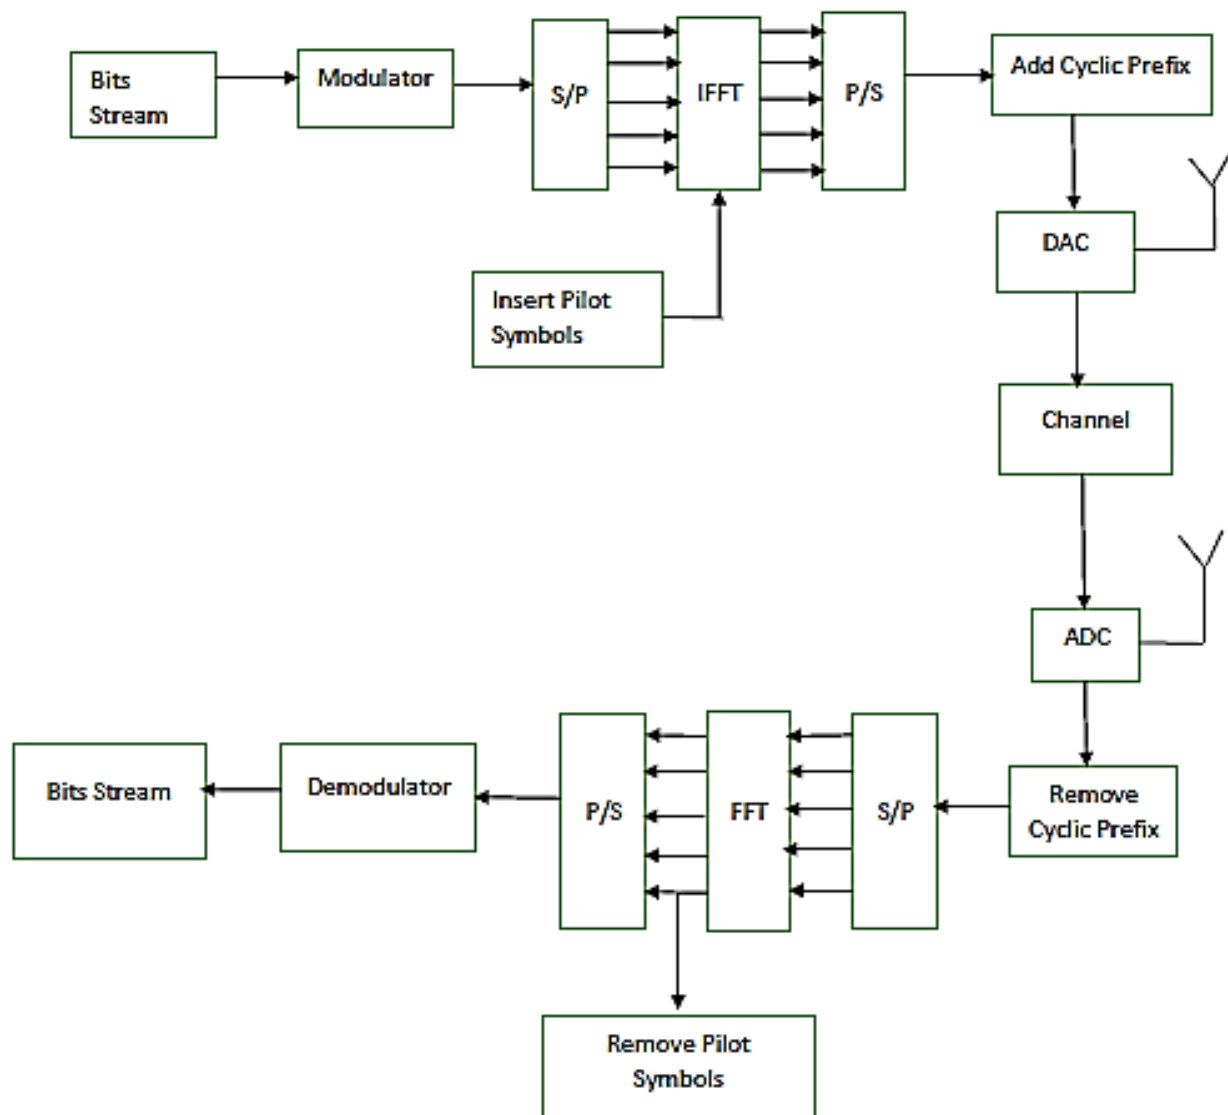 Bits
Stream
Modulator
S/P
IFFT
P/S
Add Cyclic Prefix
DAC
Insert Pilot
Symbols
Channel
ADC
Bits Stream
Demodulator
P/S
FFT
S/P
Remove
Cyclic Prefix
Remove Pilot
Symbols